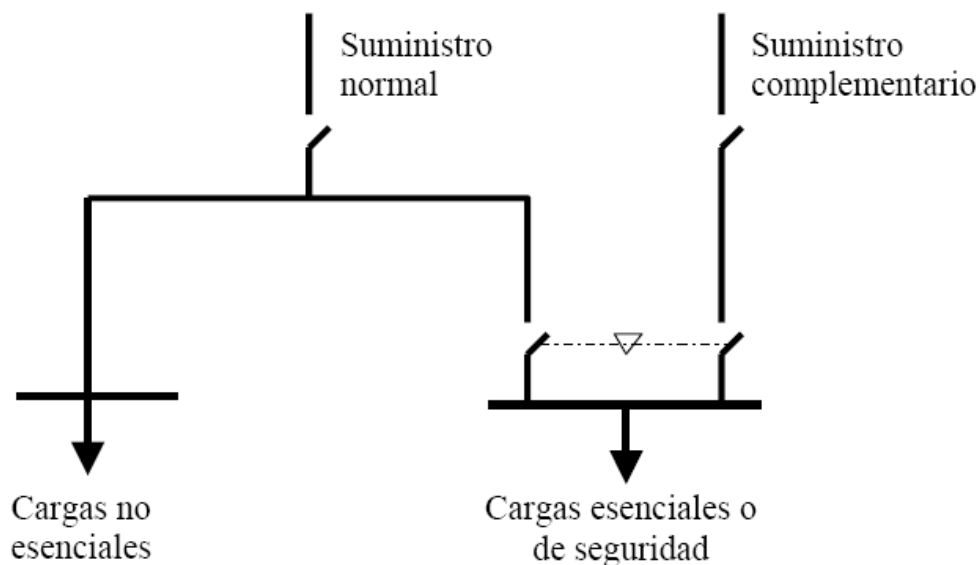 Suministro
normal
Suministro
complementario
Cargas no
esenciales
Cargas esenciales o
de seguridad